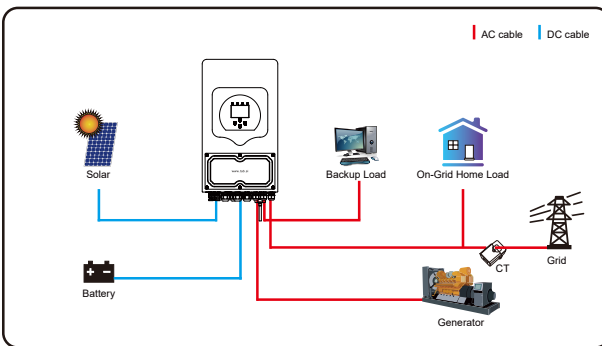 AC cable
DC cable
Solar
Backup Load
On-Grid Home Load
Battery
CT
Grid
Generator